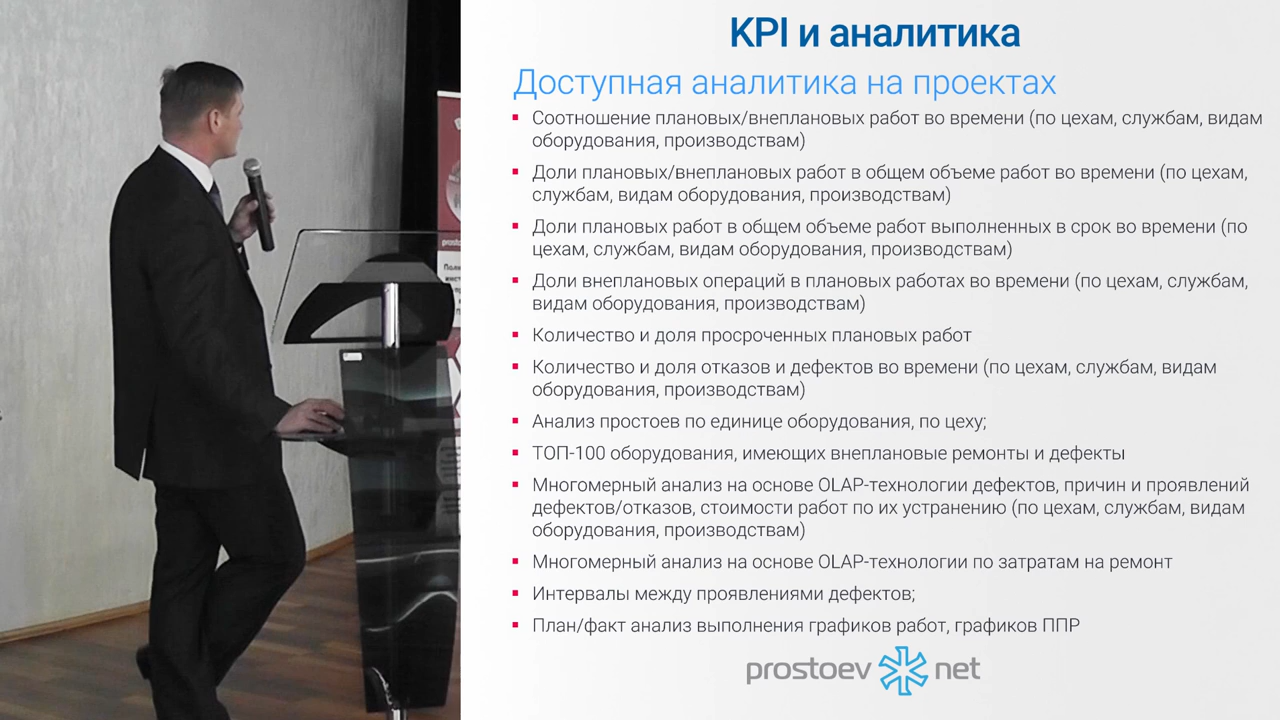 KPI и аналитика
Доступная аналитика на проектах
Соотношение плановых/внеплановых работ во времени (по цехам, службам, видам
оборудования, производствам)
Доли плановых/внеплановых работ в общем объеме работ во времени (по цехам,
службам, видам оборудования, производствам)
Доли плановых работ в общем объеме работ выполненных в срок во времени (по
цехам, службам, видам оборудования, производствам)
Доли внеплановых операций в плановых работах во времени (по цехам, службам,
видам оборудования, производствам)
Количество и доля просроченных плановых работ
Количество и доля отказов и дефектов во времени (по цехам, службам, видам
оборудования, производствам)
Анализ простоев по единице оборудования, по цеху;
ТОП-100 оборудования, имеющих внеплановые ремонты и дефекты
Многомерный анализ на основе OLAP-технологии дефектов, причин и проявлений
дефектов/отказов, стоимости работ по их устранению (по цехам, службам, видам
оборудования, производствам)
Многомерный анализ на основе OLAP-технологии по затратам на ремонт
Интервалы между проявлениями дефектов;
План/факт анализ выполнения графиков работ, графиков ППР
prostoev net